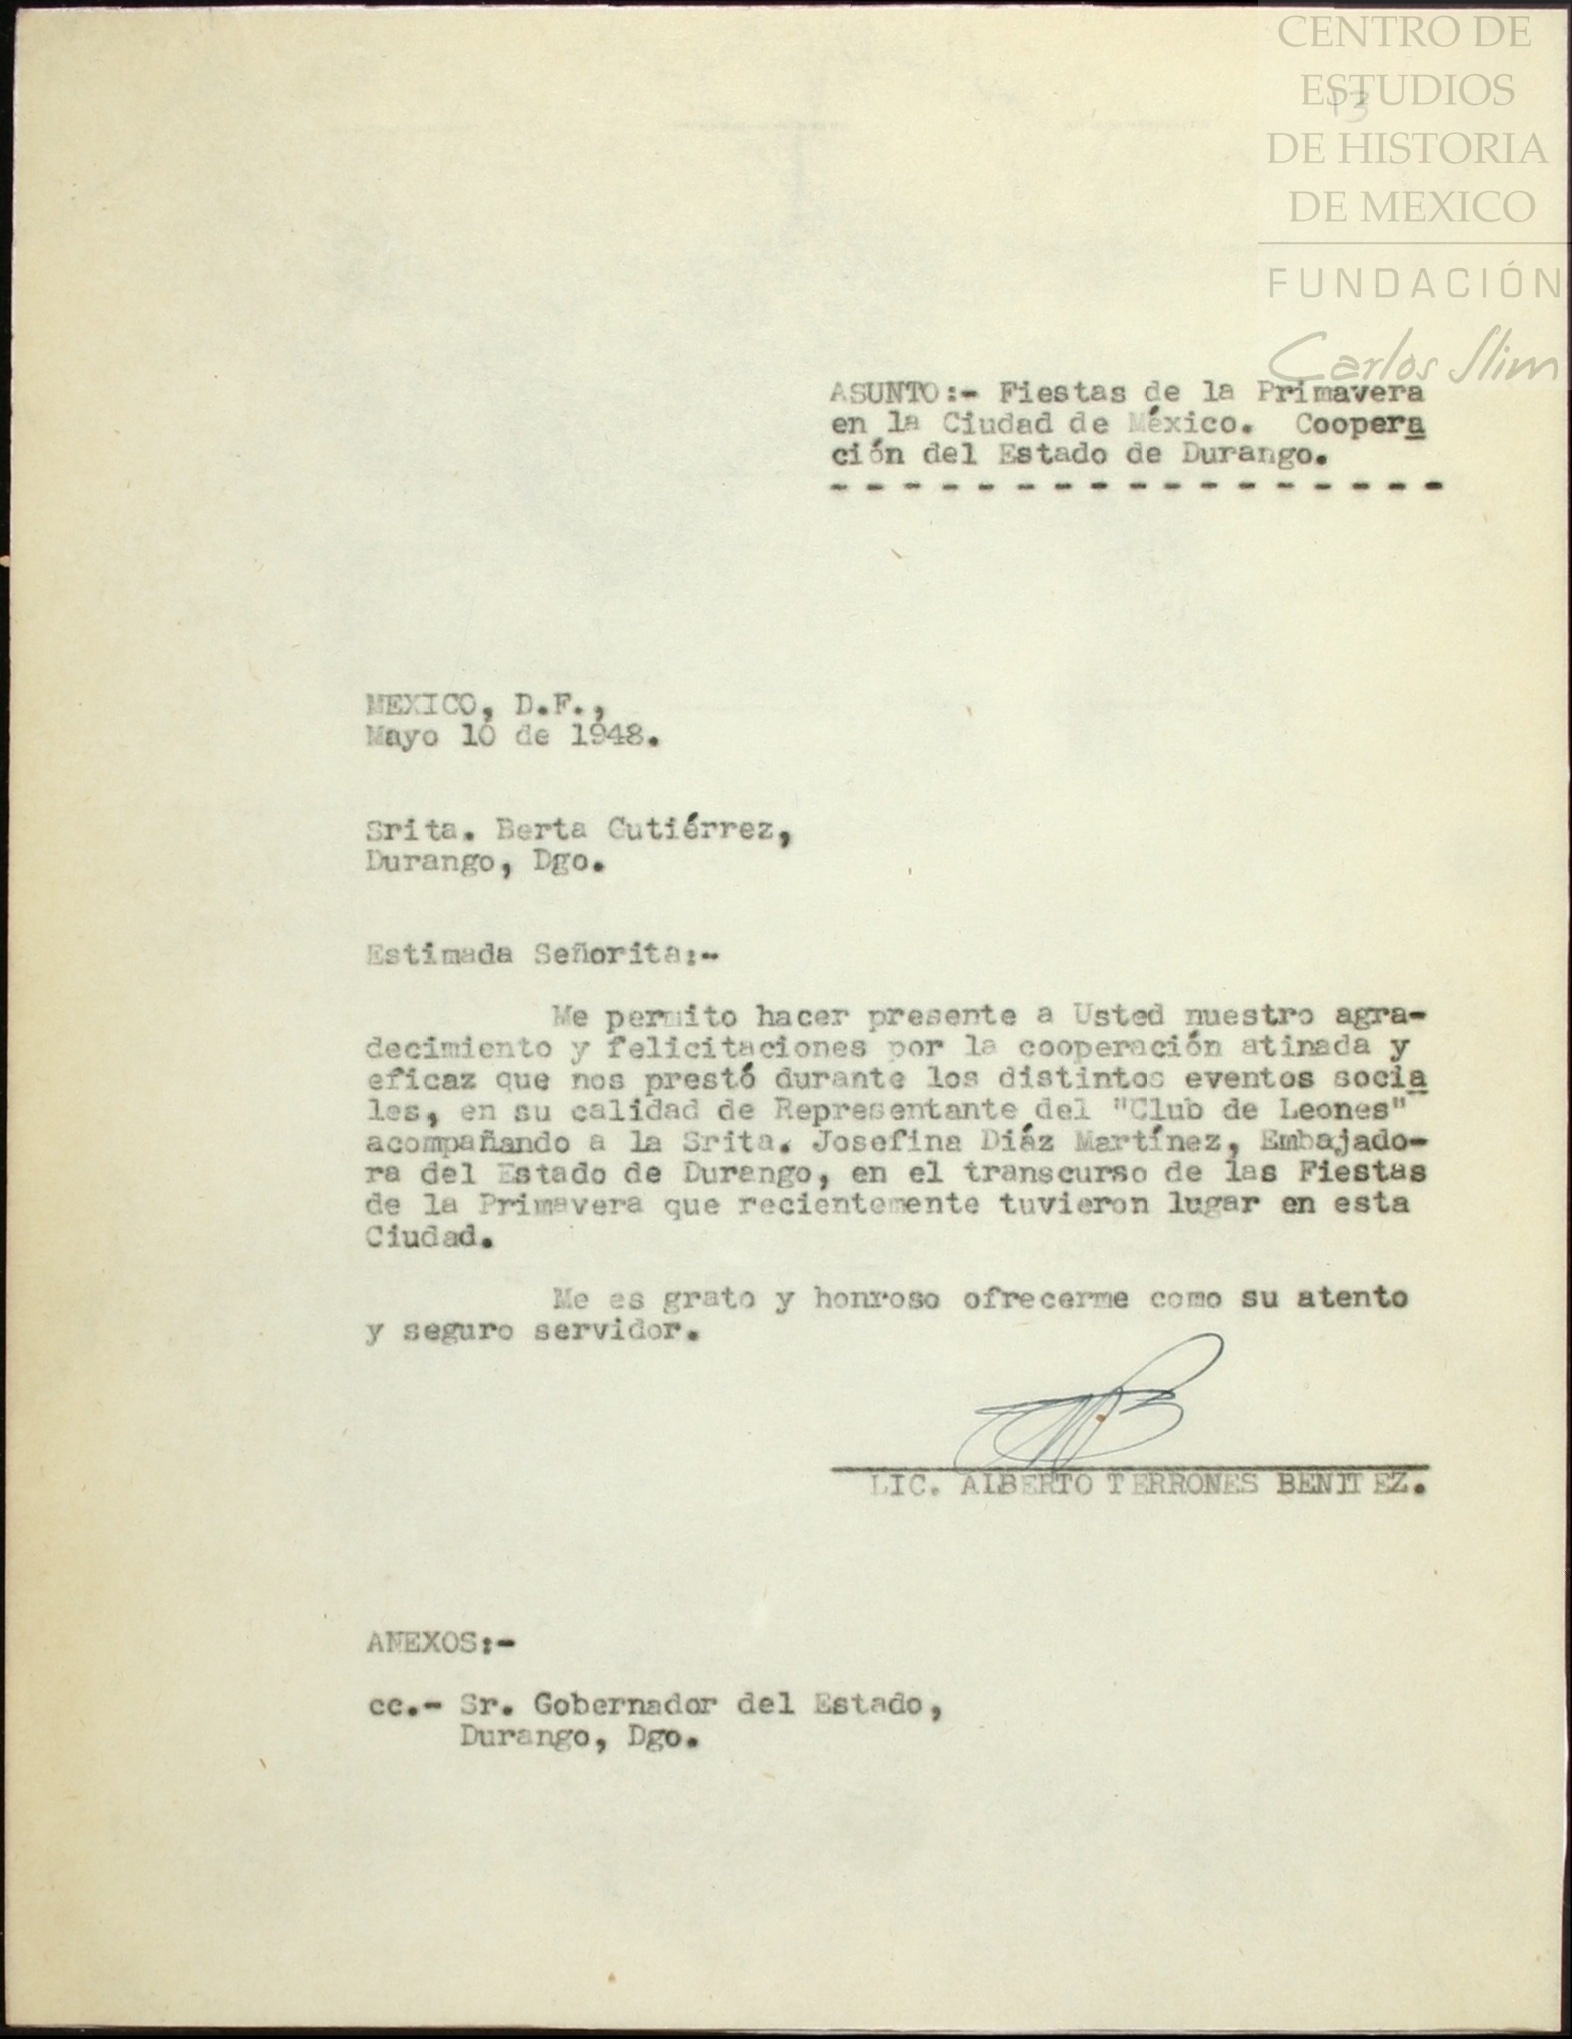 CENTRO DE
ESTUDIOS
13
DE HISTORIA
DE MEXICO
FUNDACIÓN
Carlos Slim
ASUNTO:- Fiestas de la Primavera
en la Ciudad de México. Coopera
ción del Estado de Durango.
- - - - - - - - - - - - - - - - -
MEXICO, D.F.,
Mayo 10 de 1948.
Srita. Berta Cutiérrez,
Durango, Dgo.
Estimada Señorita:-
Me permito hacer presente a Usted nuestro agra-
decimiento y felicitaciones por la cooperación atinada y
eficaz que nos prestó durante los distintos eventos socia
les, en su calidad de Representante del "Club de Leones"
acompañando a la Srita. Josefina Diáz Martínez, Embajado-
ra del Estado de Durango, en el transcurso de las Fiestas
de la Primavera que recientemente tuvieron lugar en esta
Ciudad.
Me es grato y honroso ofrecerme como su atento
y seguro servidor.
LIC. ALBERTO TERRONES BENITEZ.
ANEXOS:-
cc.- Sr. Gobernador del Estado,
Durango, Dgo.